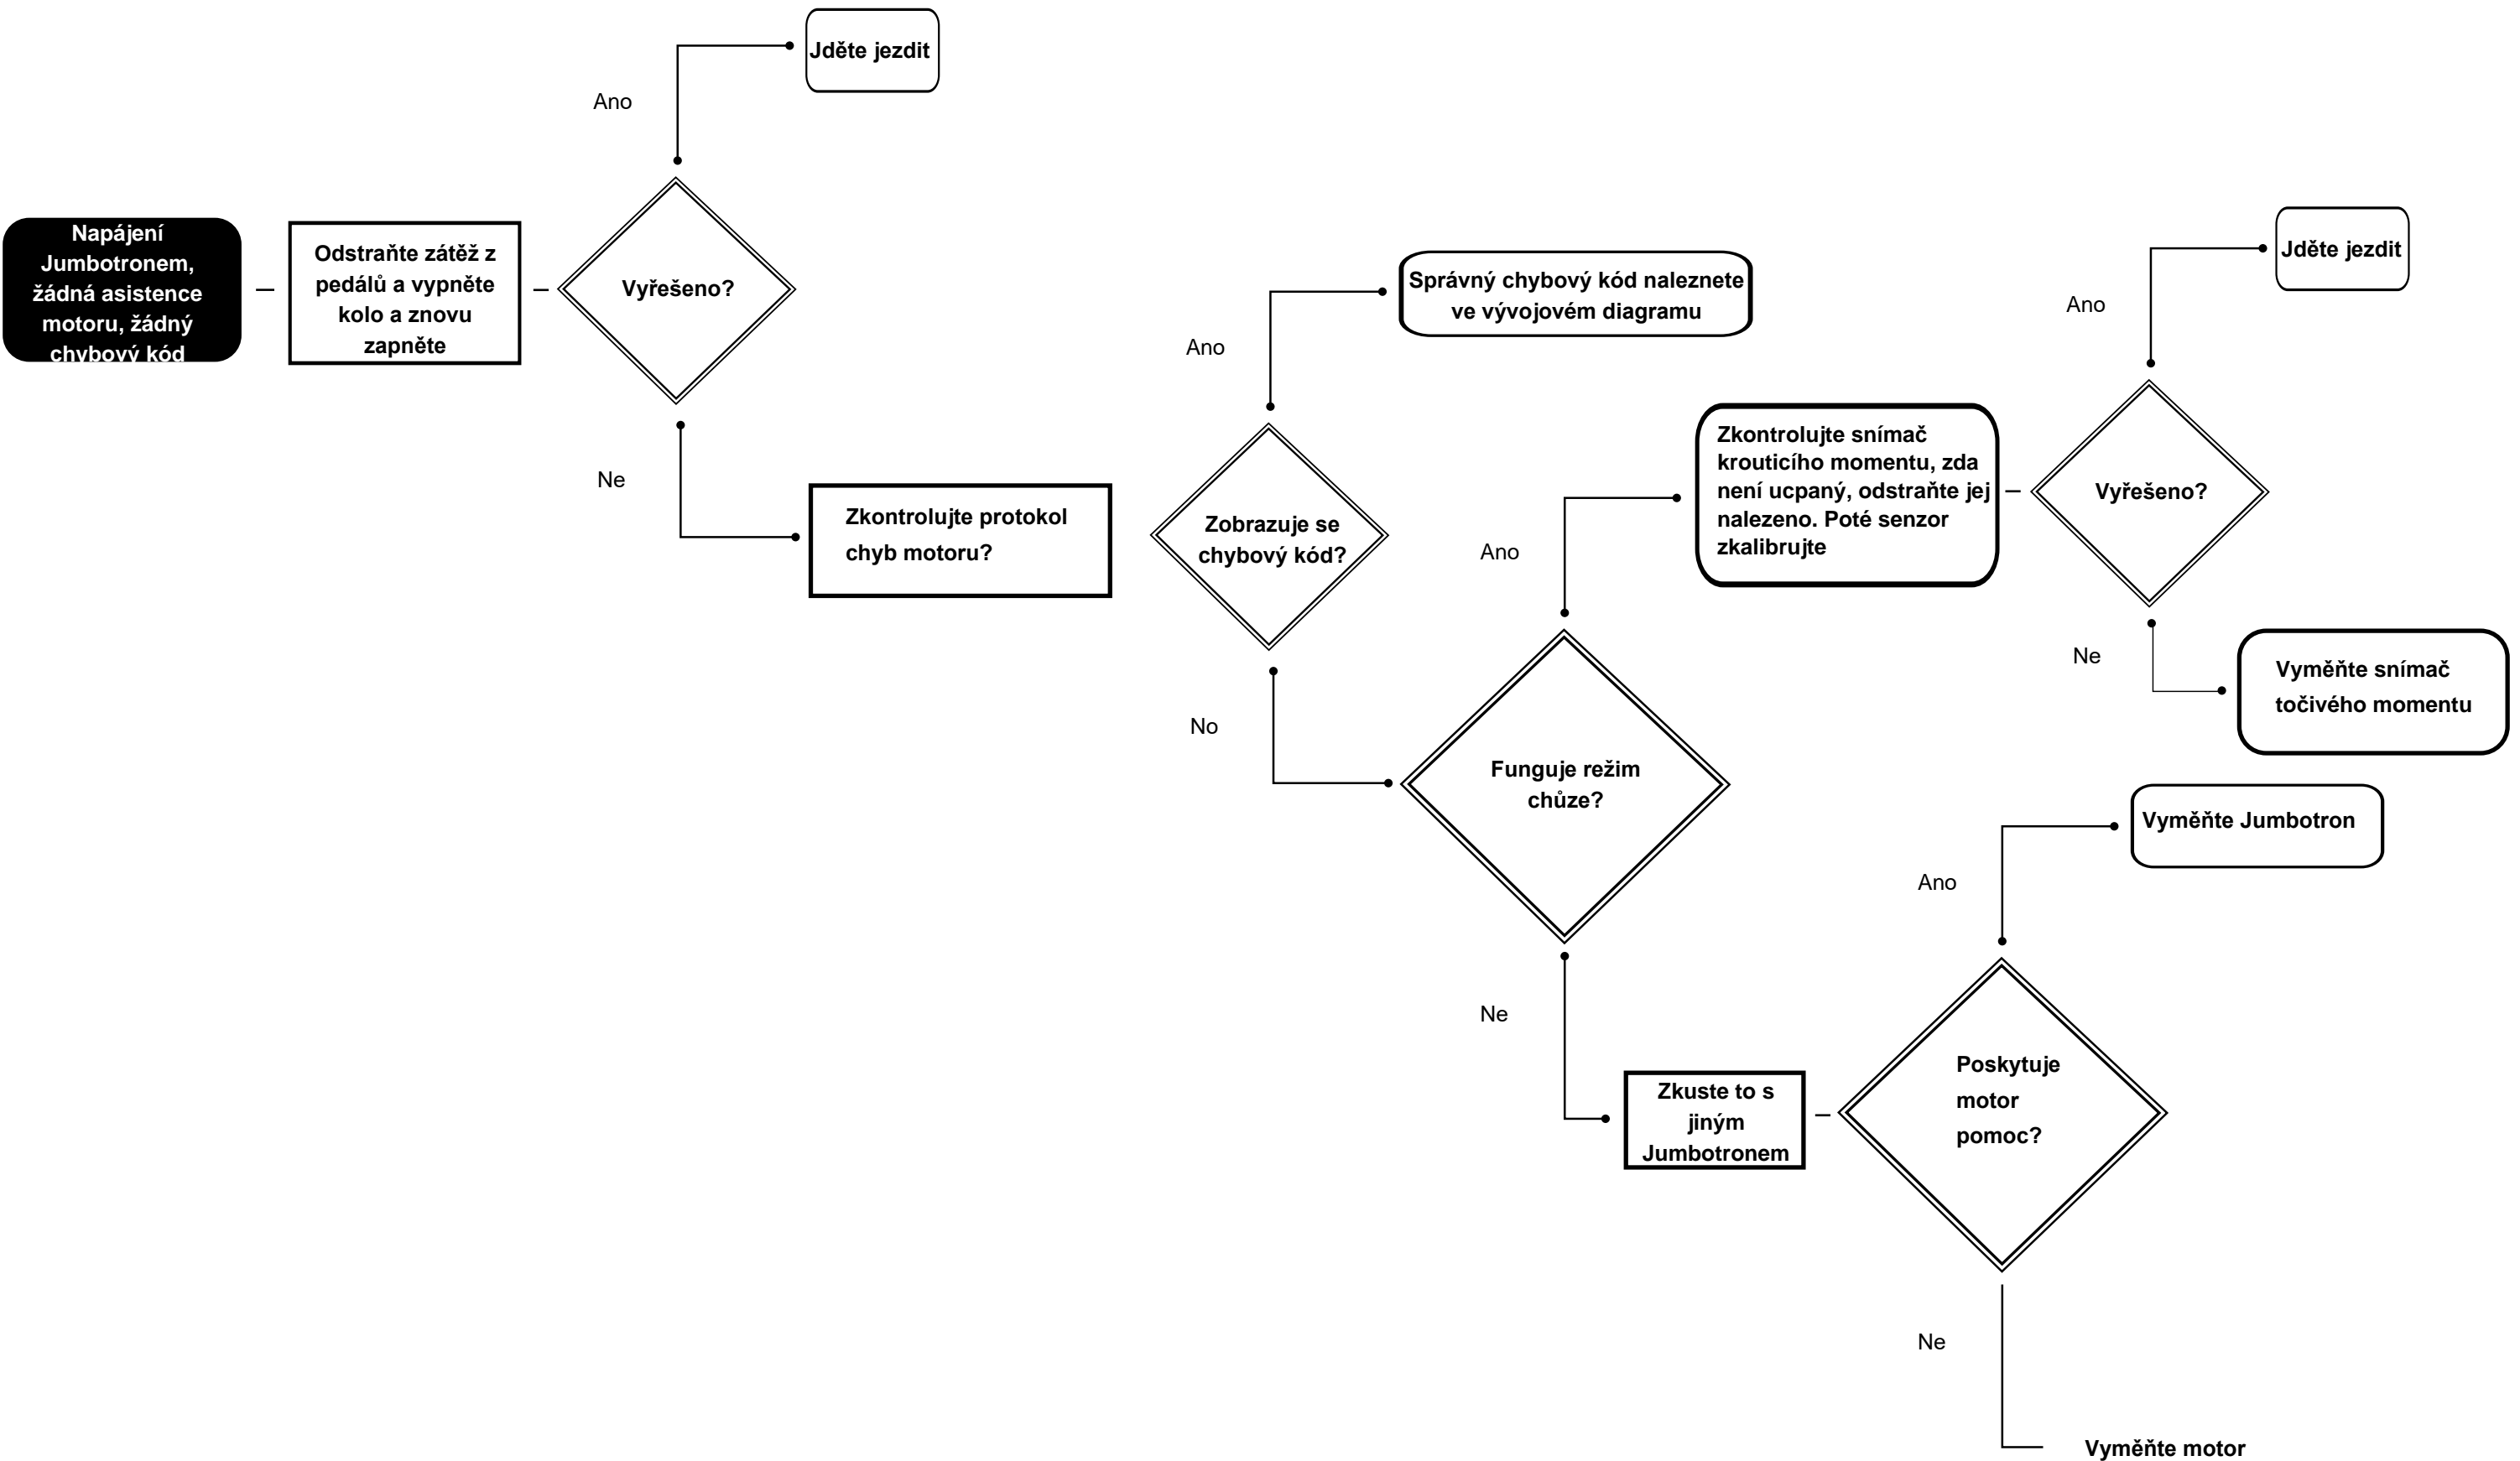 Jděte jezdit
Ano
Napájení
Jumbotronem,
žádná asistence
motoru, žádný
chybový kód
Odstraňte zátěž z
pedálů a vypněte
kolo a znovu
zapněte
Vyřešeno?
Ne
Zkontrolujte protokol
chyb motoru?
Správný chybový kód naleznete
ve vývojovém diagramu
Ano
Zobrazuje se
chybový kód?
No
Jděte jezdit
Ano
Zkontrolujte snímač
krouticího momentu, zda
není ucpaný, odstraňte jej
nalezeno. Poté senzor
zkalibrujte
Vyřešeno?
Ano
Ne
Vyměňte snímač
točivého momentu
Funguje režim
chůze?
Vyměňte Jumbotron
Ano
Ne
Zkuste to s
jiným
Jumbotronem
Poskytuje
motor
pomoc?
Ne
Vyměňte motor